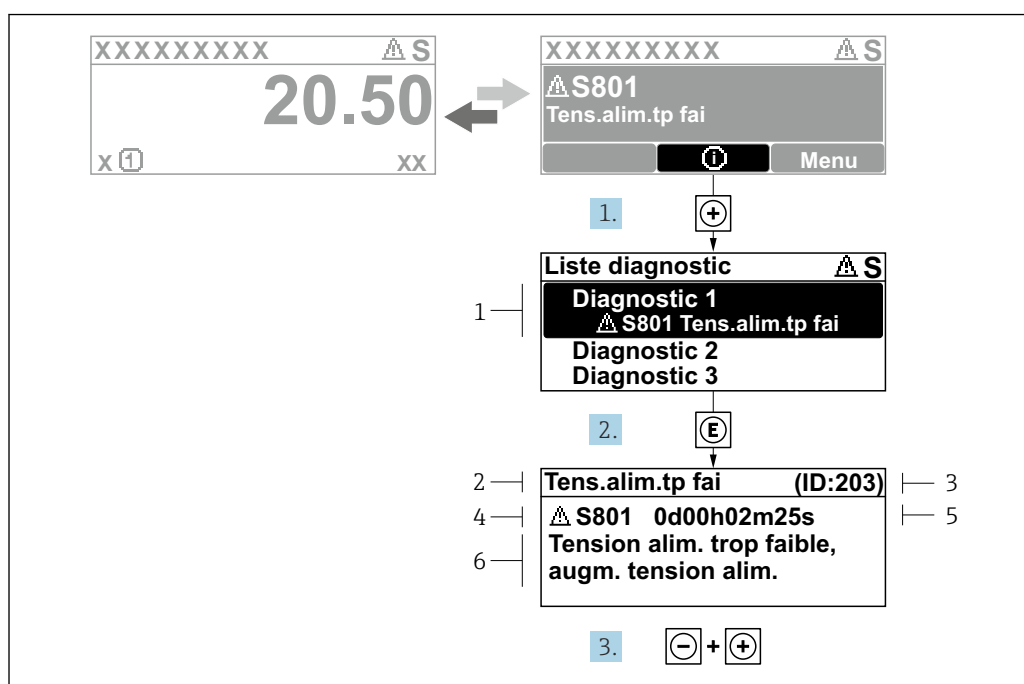 XXXXXXXXX ⚠ S
20.50
x ① xx
XXXXXXXXX ⚠ S
⚠ S801
Tens.alim.tp fai
ⓘ Menu
1. +
Liste diagnostic ⚠ S
1 Diagnostic 1
⚠ S801 Tens.alim.tp fai
Diagnostic 2
Diagnostic 3
2. E
2 Tens.alim.tp fai (ID:203) 3
4 ⚠ S801 0d00h02m25s 5
6 Tension alim. trop faible,
augm. tension alim.
3. - + +